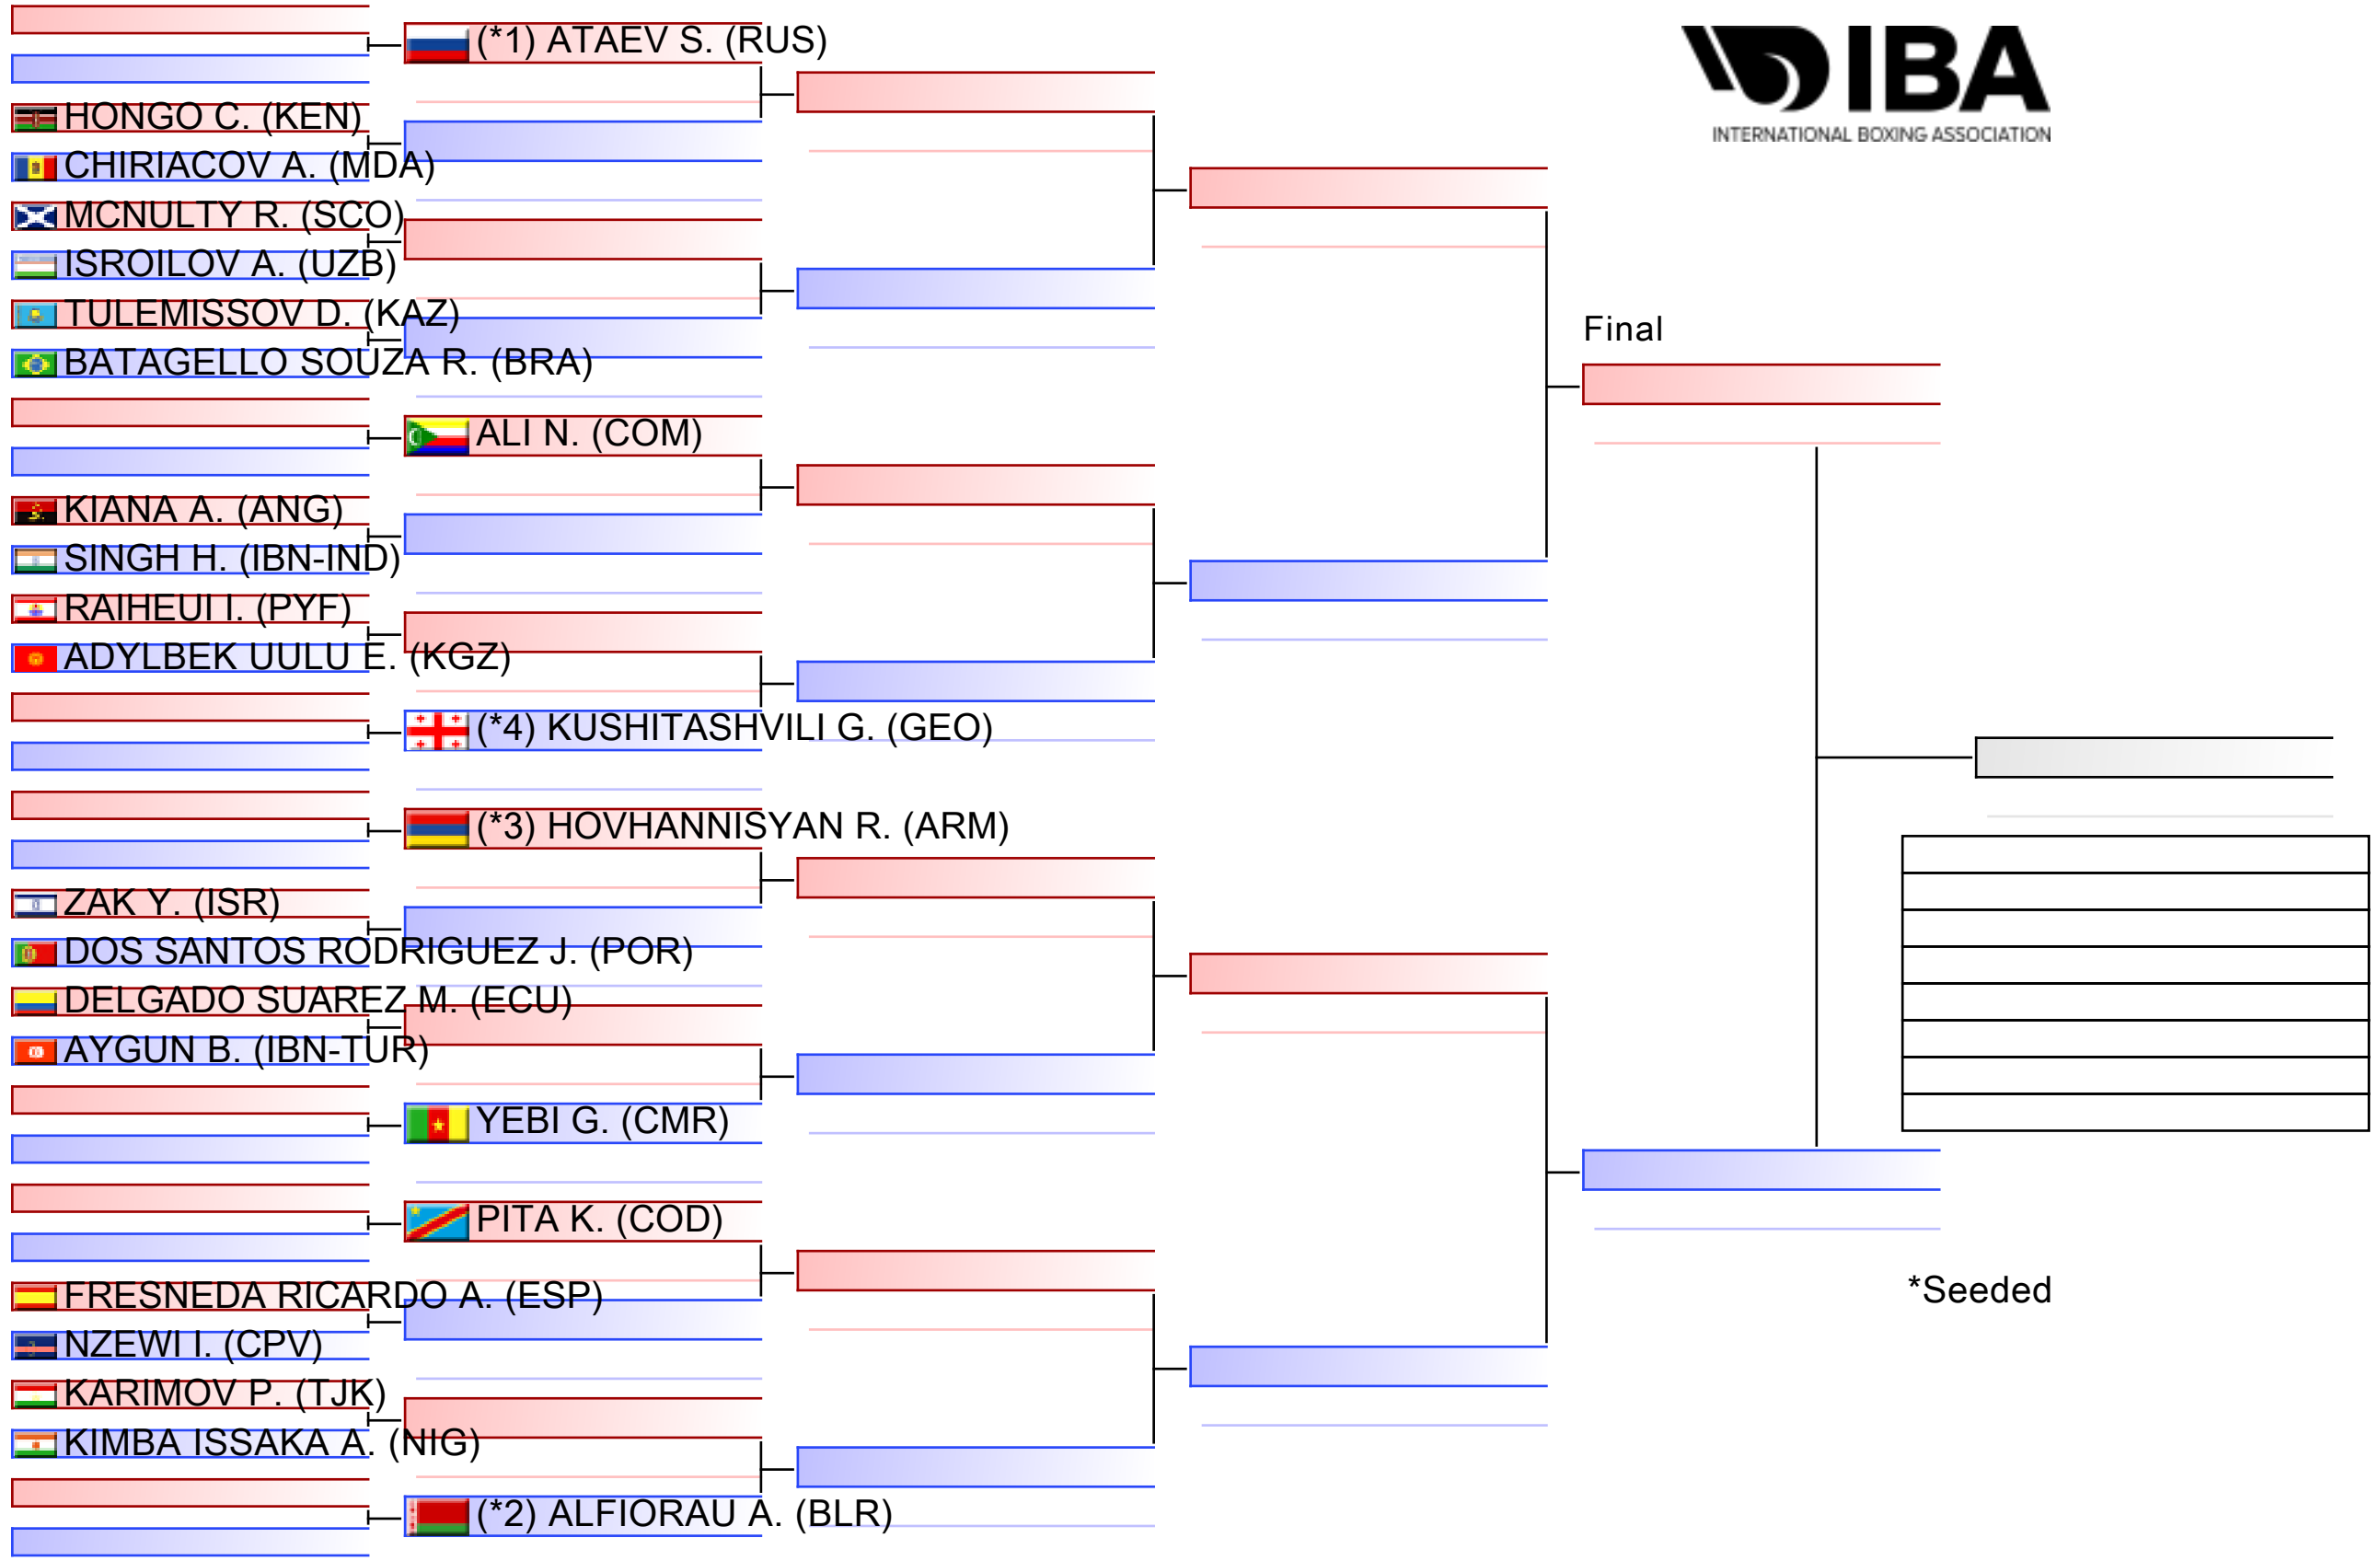 IBA
INTERNATIONAL BOXING ASSOCIATION
(*1) ATAEV S. (RUS)
HONGO C. (KEN)
CHIRIACOV A. (MDA)
MCNULTY R. (SCO)
ISROILOV A. (UZB)
TULEMISSOV D. (KAZ)
BATAGELLO SOUZA R. (BRA)
ALI N. (COM)
KIANA A. (ANG)
SINGH H. (IBN-IND)
RAIHEUI I. (PYF)
ADYLBEK UULU E. (KGZ)
(*4) KUSHITASHVILI G. (GEO)
(*3) HOVHANNISYAN R. (ARM)
ZAK Y. (ISR)
DOS SANTOS RODRIGUEZ J. (POR)
DELGADO SUAREZ M. (ECU)
AYGUN B. (IBN-TUR)
YEBI G. (CMR)
PITA K. (COD)
FRESNEDA RICARDO A. (ESP)
NZEWI I. (CPV)
KARIMOV P. (TJK)
KIMBA ISSAKA A. (NIG)
(*2) ALFIORAU A. (BLR)
Final
*Seeded